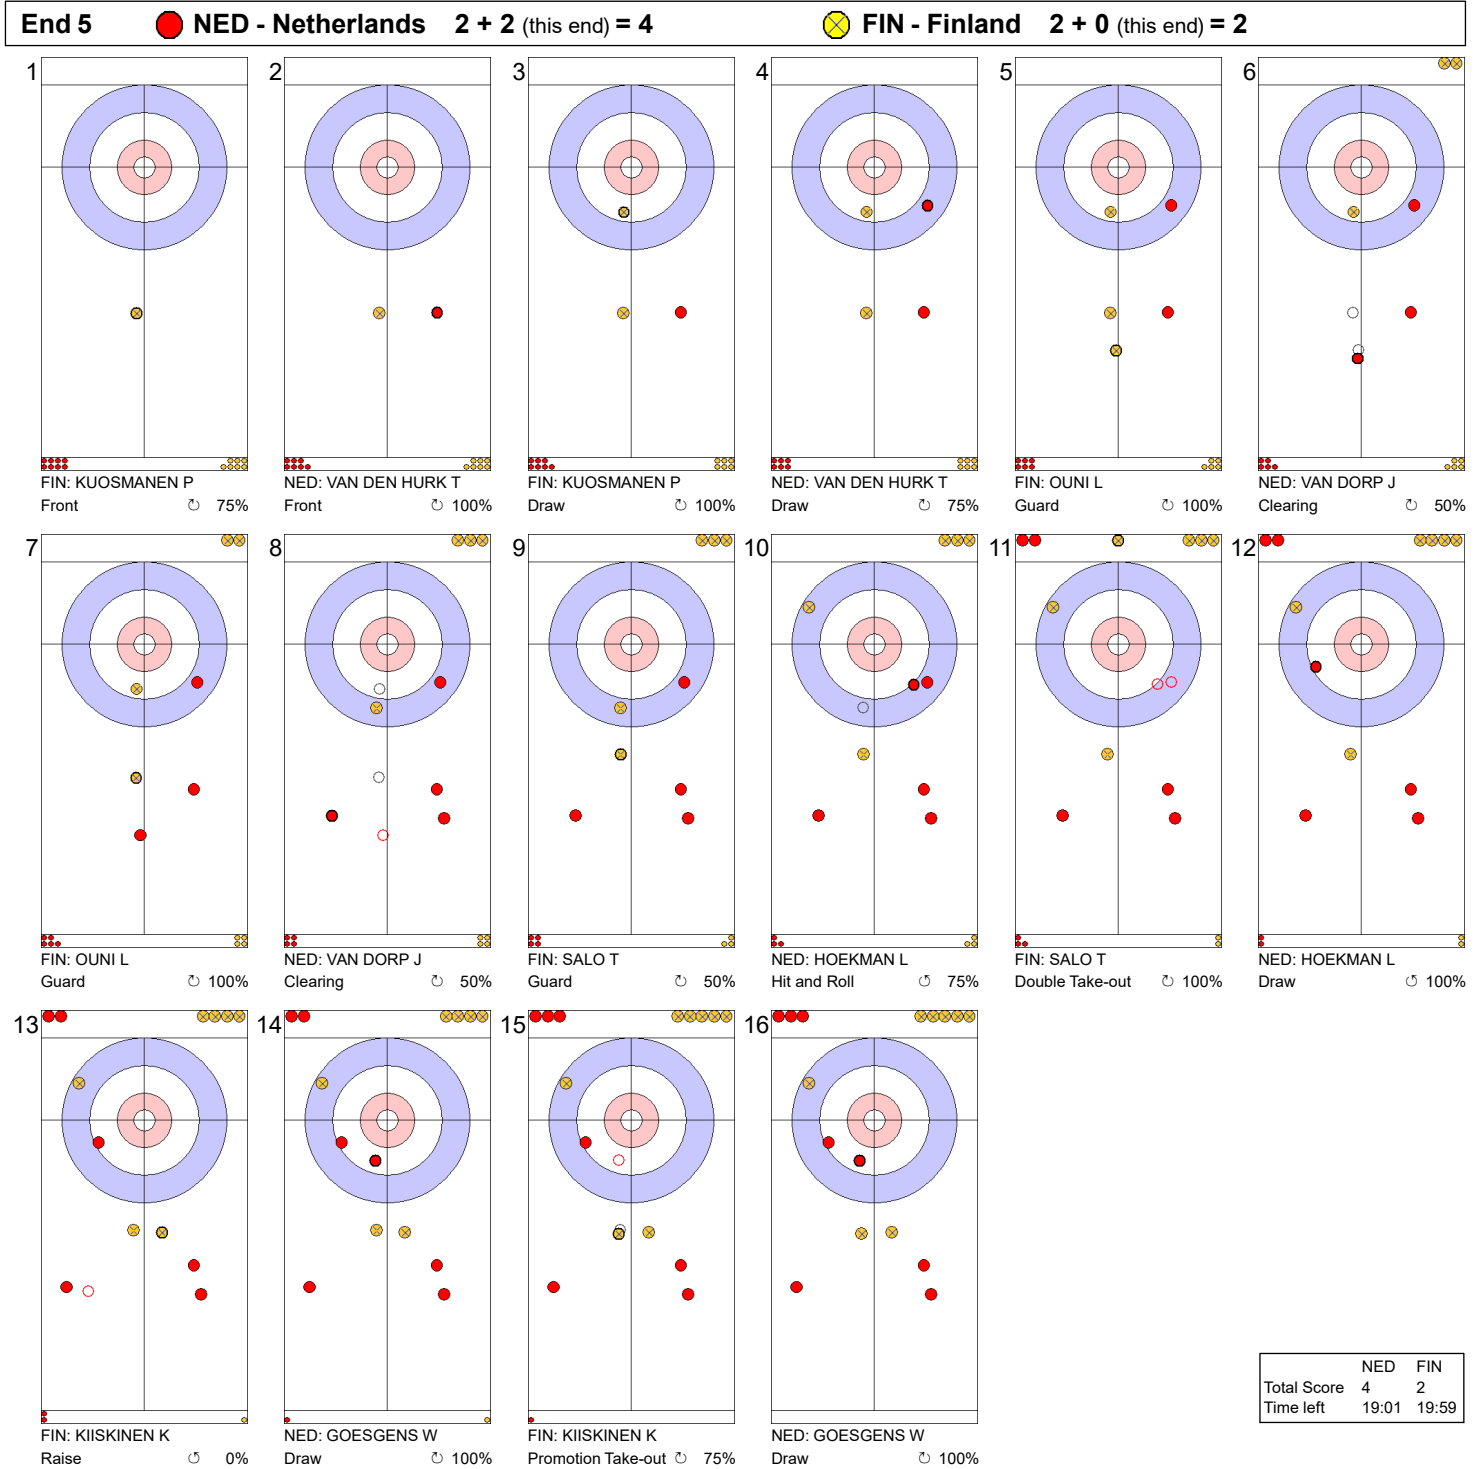 End 5 NED - Netherlands 2 + 2 (this end) = 4 FIN - Finland 2 + 0 (this end) = 2
1 2 3 4 5 6
FIN: KUOSMANEN P NED: VAN DEN HURK T FIN: KUOSMANEN P NED: VAN DEN HURK T FIN: OUNI L NED: VAN DORP J
Front ↻ 75% Front ↻ 100% Draw ↻ 100% Draw ↻ 75% Guard ↻ 100% Clearing ↻ 50%
7 8 9 10 11 12
FIN: OUNI L NED: VAN DORP J FIN: SALO T NED: HOEKMAN L FIN: SALO T NED: HOEKMAN L
Guard ↻ 100% Clearing ↻ 50% Guard ↻ 50% Hit and Roll ↺ 75% Double Take-out ↻ 100% Draw ↻ 100%
13 14 15 16
NED FIN
Total Score 4 2
Time left 19:01 19:59
FIN: KIISKINEN K NED: GOESGENS W FIN: KIISKINEN K NED: GOESGENS W
Raise ↺ 0% Draw ↻ 100% Promotion Take-out ↻ 75% Draw ↺ 100%